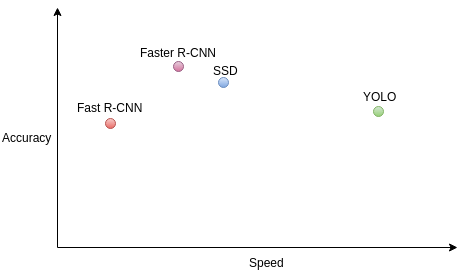 Faster R-CNN
SSD
YOLO
Fast R-CNN
Accuracy
Speed